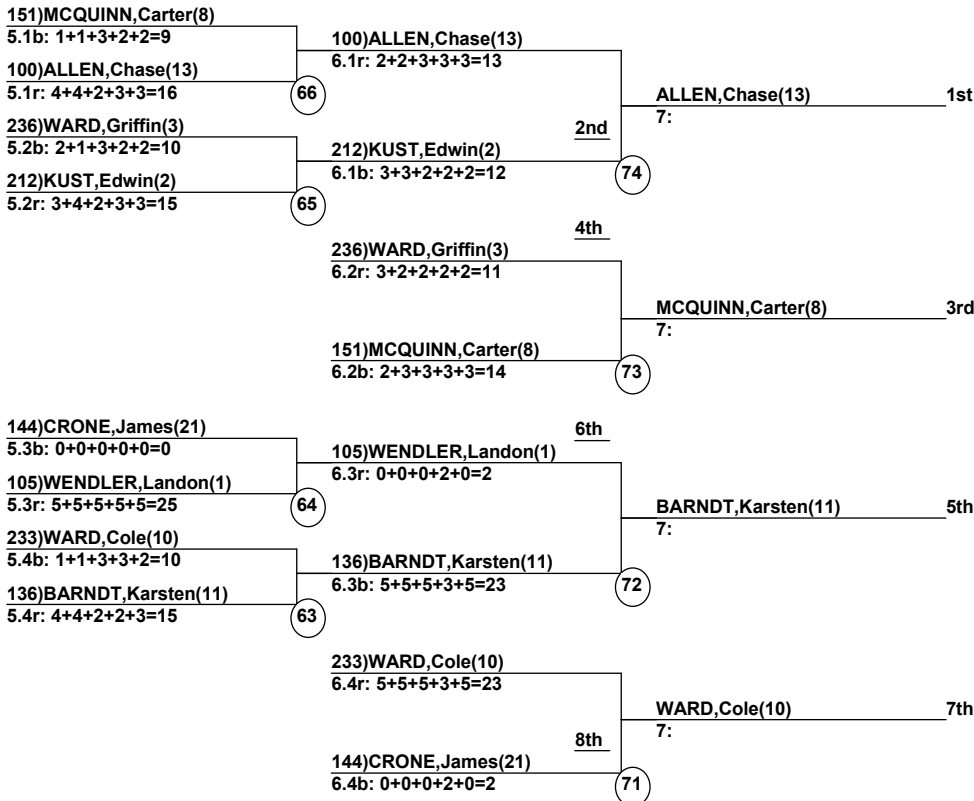 151)MCQUINN,Carter(8)
5.1b: 1+1+3+2+2=9
100)ALLEN,Chase(13)
5.1r: 4+4+2+3+3=16
66
236)WARD,Griffin(3)
5.2b: 2+1+3+2+2=10
212)KUST,Edwin(2)
5.2r: 3+4+2+3+3=15
65
100)ALLEN,Chase(13)
6.1r: 2+2+3+3+3=13
2nd
212)KUST,Edwin(2)
6.1b: 3+3+2+2+2=12
74
ALLEN,Chase(13) 1st
7:
4th
236)WARD,Griffin(3)
6.2r: 3+2+2+2+2=11
151)MCQUINN,Carter(8)
6.2b: 2+3+3+3+3=14
73
MCQUINN,Carter(8) 3rd
7:
144)CRONE,James(21)
5.3b: 0+0+0+0+0=0
105)WENDLER,Landon(1)
5.3r: 5+5+5+5+5=25
64
233)WARD,Cole(10)
5.4b: 1+1+3+3+2=10
136)BARNDT,Karsten(11)
5.4r: 4+4+2+2+3=15
63
6th
105)WENDLER,Landon(1)
6.3r: 0+0+0+2+0=2
136)BARNDT,Karsten(11)
6.3b: 5+5+5+3+5=23
72
BARNDT,Karsten(11) 5th
7:
233)WARD,Cole(10)
6.4r: 5+5+5+3+5=23
8th
144)CRONE,James(21)
6.4b: 0+0+0+2+0=2
71
WARD,Cole(10) 7th
7: